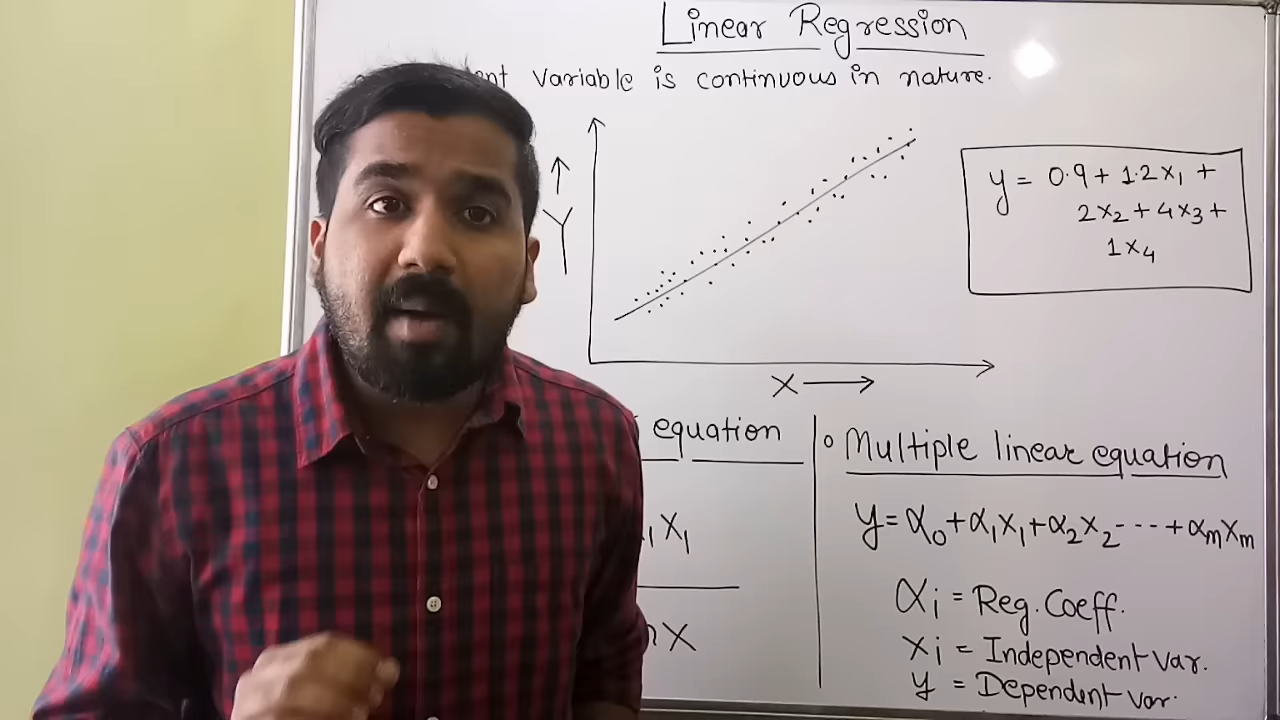 Linear Regression
variable is continuous in nature.
Y
X
y = 0.9 + 1.2x₁ +
2x₂ + 4x₃ +
1x₄
equation
x₁
x
Multiple linear equation
y = α₀ + α₁x₁ + α₂x₂ - - - - + αₘxₘ
αi = Reg. Coeff.
xi = Independent var.
y = Dependent var.